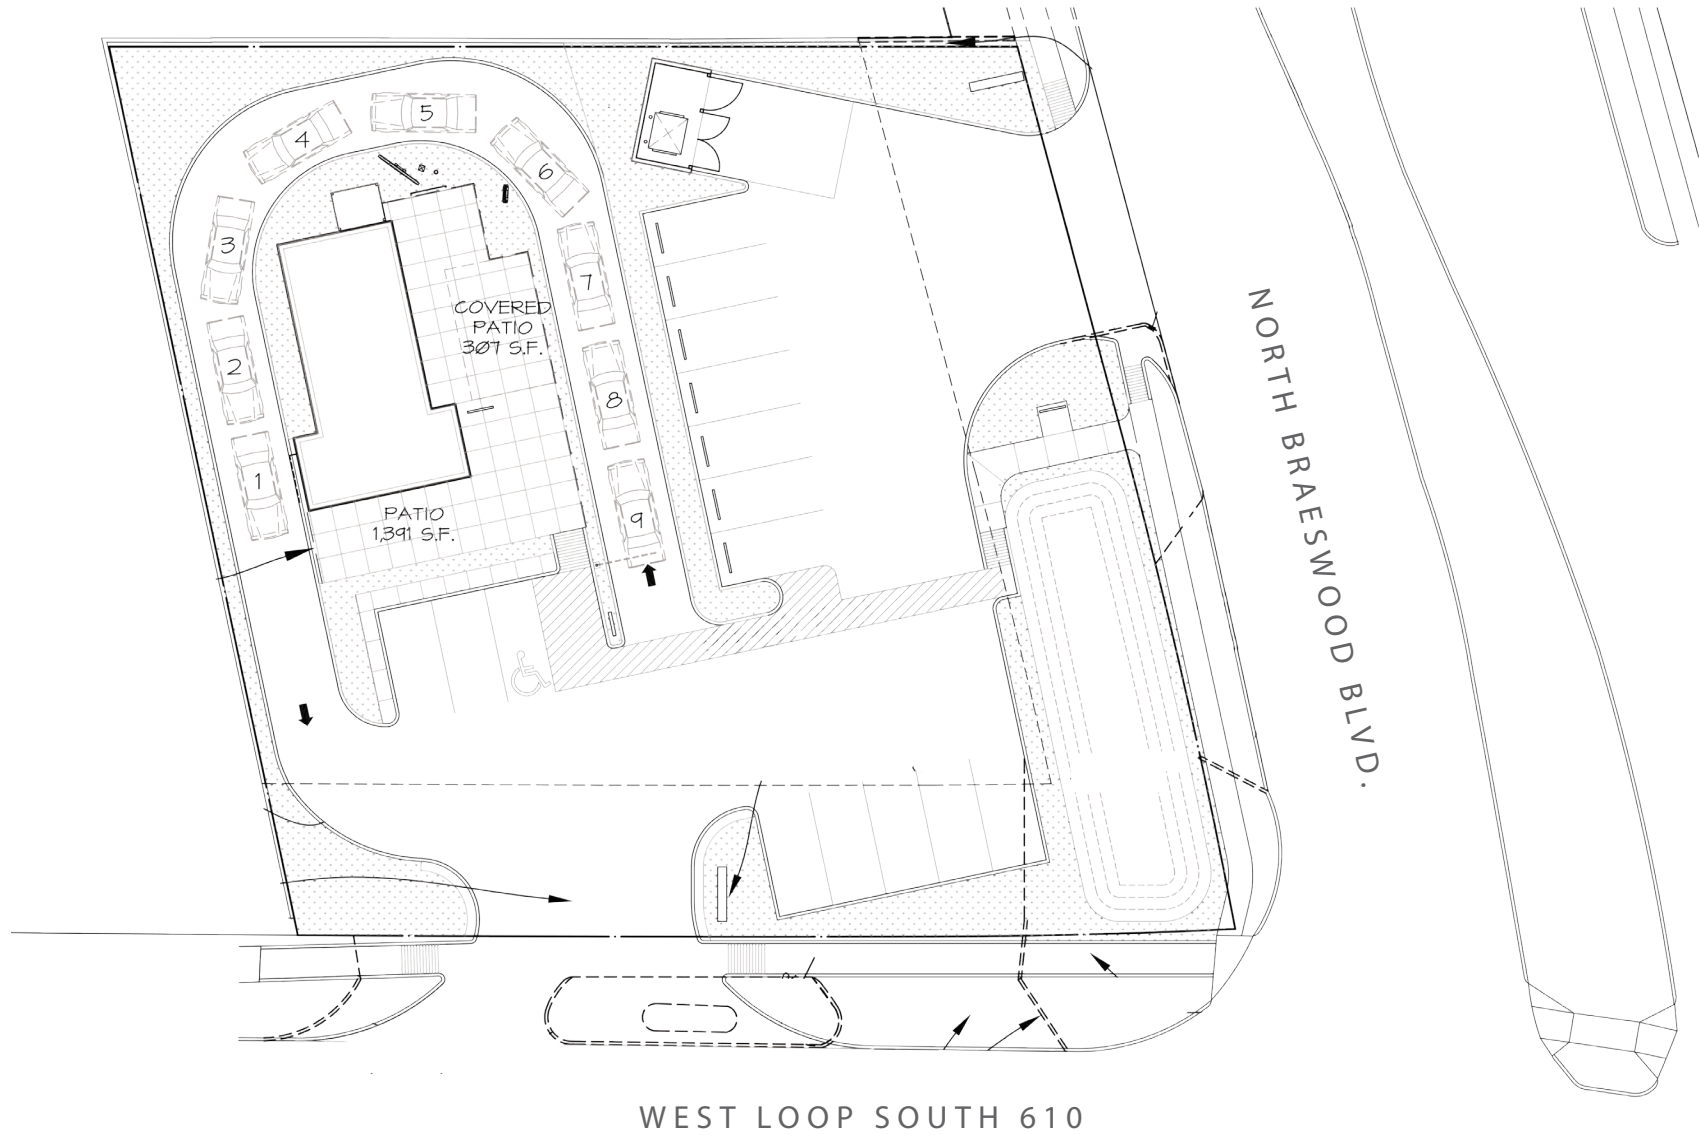 5
4
6
3
7
COVERED
PATIO
307 S.F.
2
8
1
9
PATIO
1,391 S.F.
NORTH BRAESWOOD BLVD.
WEST LOOP SOUTH 610